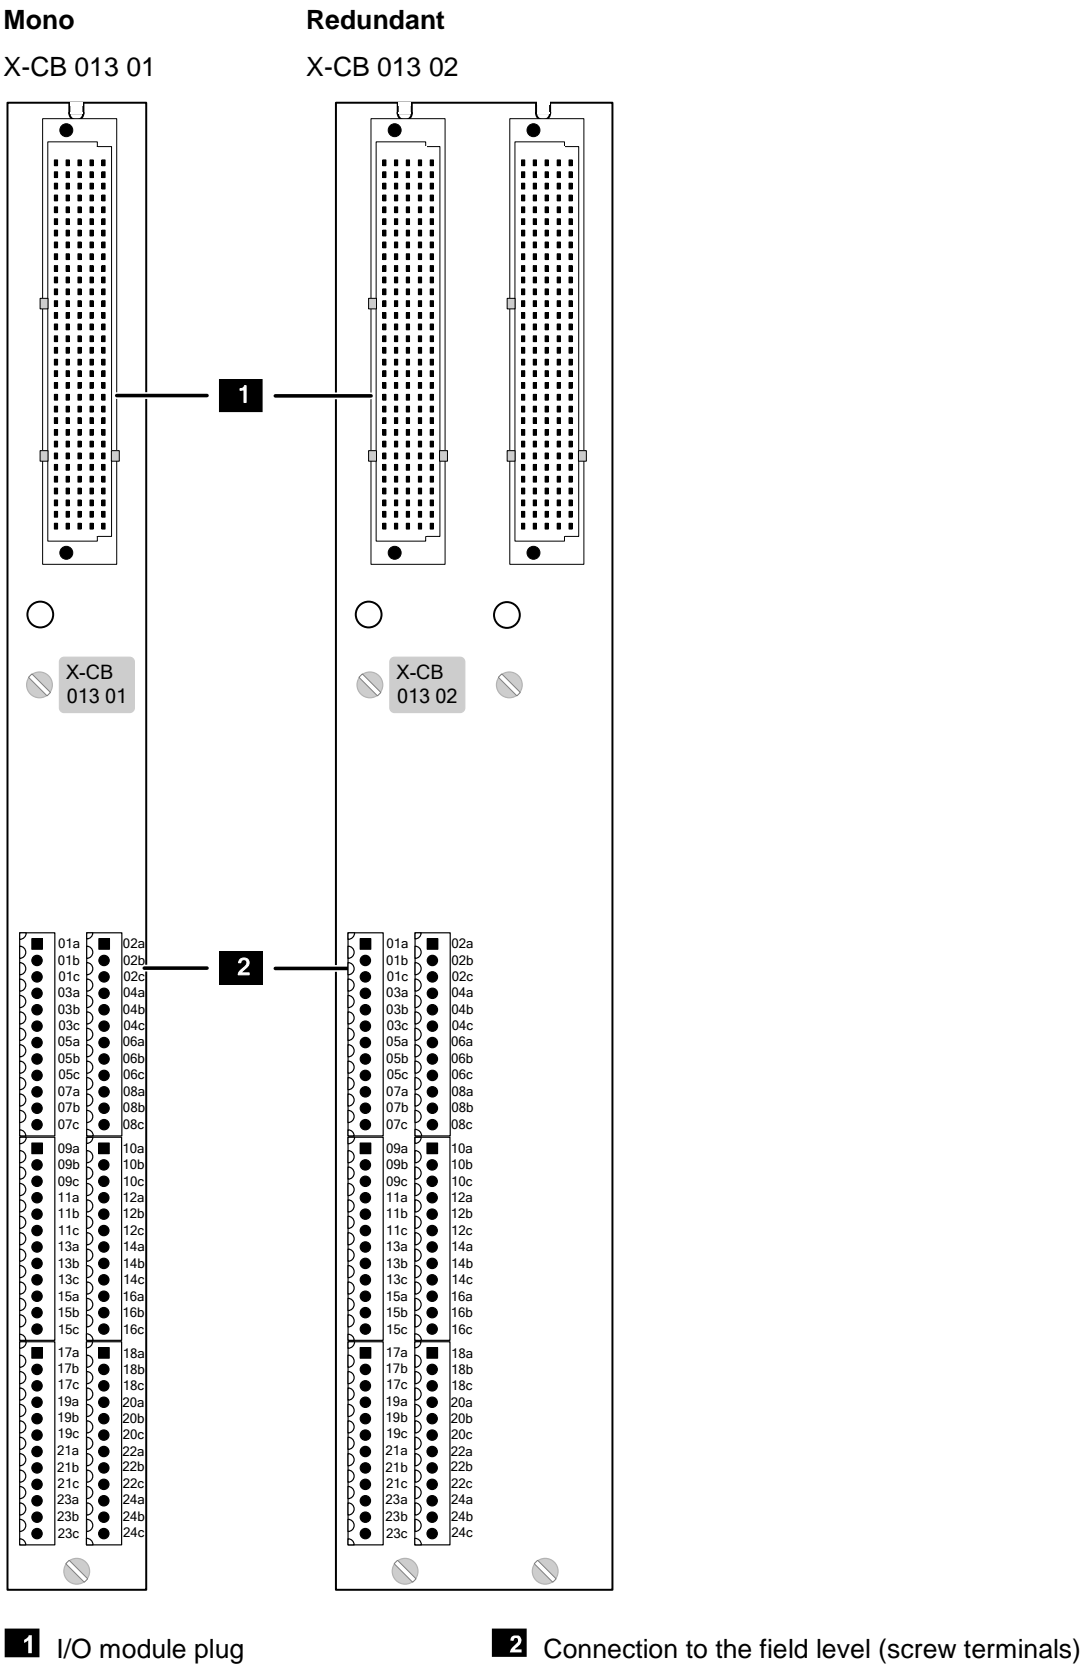 Mono Redundant
X-CB 013 01 X-CB 013 02
1
X-CB X-CB
013 01 013 02
01a 02a 01a 02a
01b 02b 01b 02b
2
01c 02c 01c 02c
03a 04a 03a 04a
03b 04b 03b 04b
03c 04c 03c 04c
05a 06a 05a 06a
05b 06b 05b 06b
05c 06c 05c 06c
07a 08a 07a 08a
07b 08b 07b 08b
07c 08c 07c 08c
09a 10a 09a 10a
09b 10b 09b 10b
09c 10c 09c 10c
11a 12a 11a 12a
11b 12b 11b 12b
11c 12c 11c 12c
13a 14a 13a 14a
13b 14b 13b 14b
13c 14c 13c 14c
15a 16a 15a 16a
15b 16b 15b 16b
15c 16c 15c 16c
17a 18a 17a 18a
17b 18b 17b 18b
17c 18c 17c 18c
19a 20a 19a 20a
19b 20b 19b 20b
19c 20c 19c 20c
21a 22a 21a 22a
21b 22b 21b 22b
21c 22c 21c 22c
23a 24a 23a 24a
23b 24b 23b 24b
23c 24c 23c 24c
1 I/O module plug 2 Connection to the field level (screw terminals)